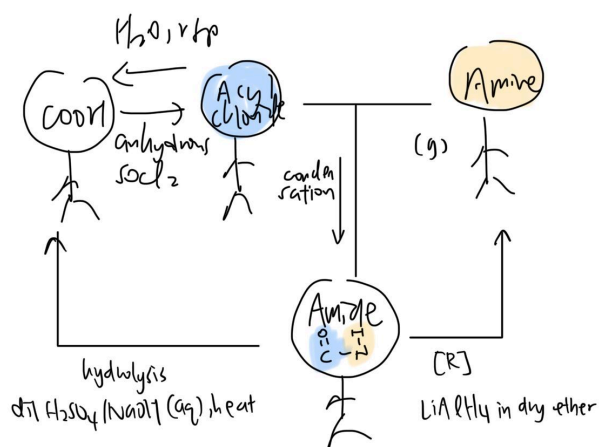 H₂O, rtp
COOH
Acyl
chloride
anhydrous
SOCl₂
Amine
(g)
conden
sation
Amide
O H
C - N
hydrolysis
dil H₂SO₄/NaOH (aq), heat
[R]
LiAlH₄ in dry ether